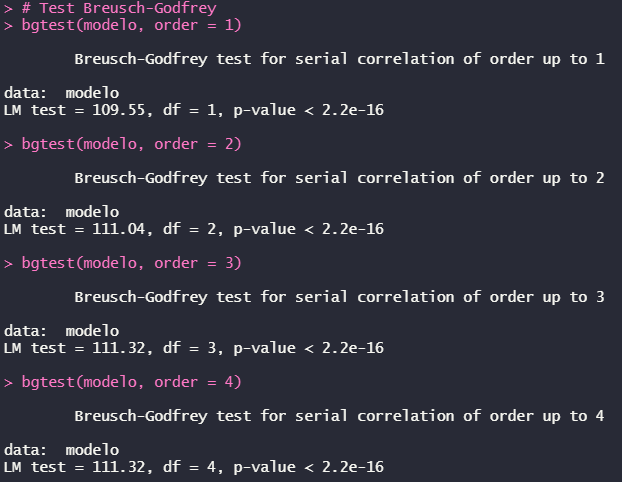 > # Test Breusch-Godfrey
> bgtest(modelo, order = 1)
Breusch-Godfrey test for serial correlation of order up to 1
data:  modelo
LM test = 109.55, df = 1, p-value < 2.2e-16
> bgtest(modelo, order = 2)
Breusch-Godfrey test for serial correlation of order up to 2
data:  modelo
LM test = 111.04, df = 2, p-value < 2.2e-16
> bgtest(modelo, order = 3)
Breusch-Godfrey test for serial correlation of order up to 3
data:  modelo
LM test = 111.32, df = 3, p-value < 2.2e-16
> bgtest(modelo, order = 4)
Breusch-Godfrey test for serial correlation of order up to 4
data:  modelo
LM test = 111.32, df = 4, p-value < 2.2e-16